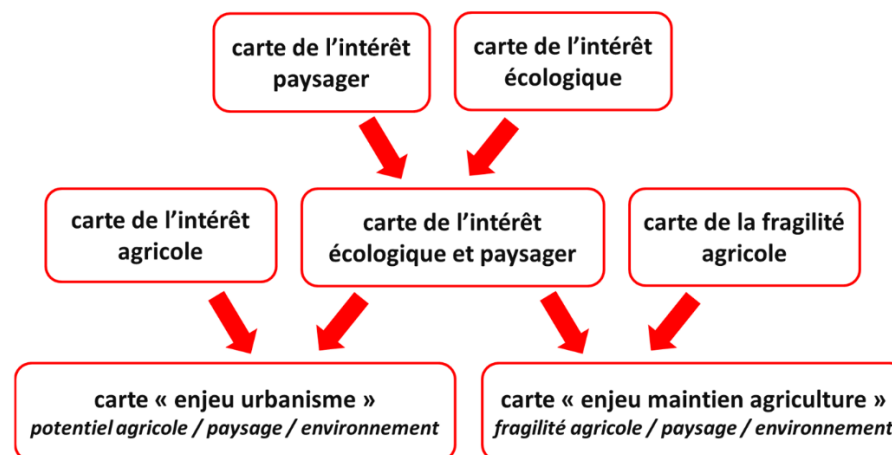 carte de l’intérêt
paysager
carte de l’intérêt
écologique
carte de l’intérêt
agricole
carte de l’intérêt
écologique et paysager
carte de la fragilité
agricole
carte « enjeu urbanisme »
potentiel agricole / paysage / environnement
carte « enjeu maintien agriculture »
fragilité agricole / paysage / environnement